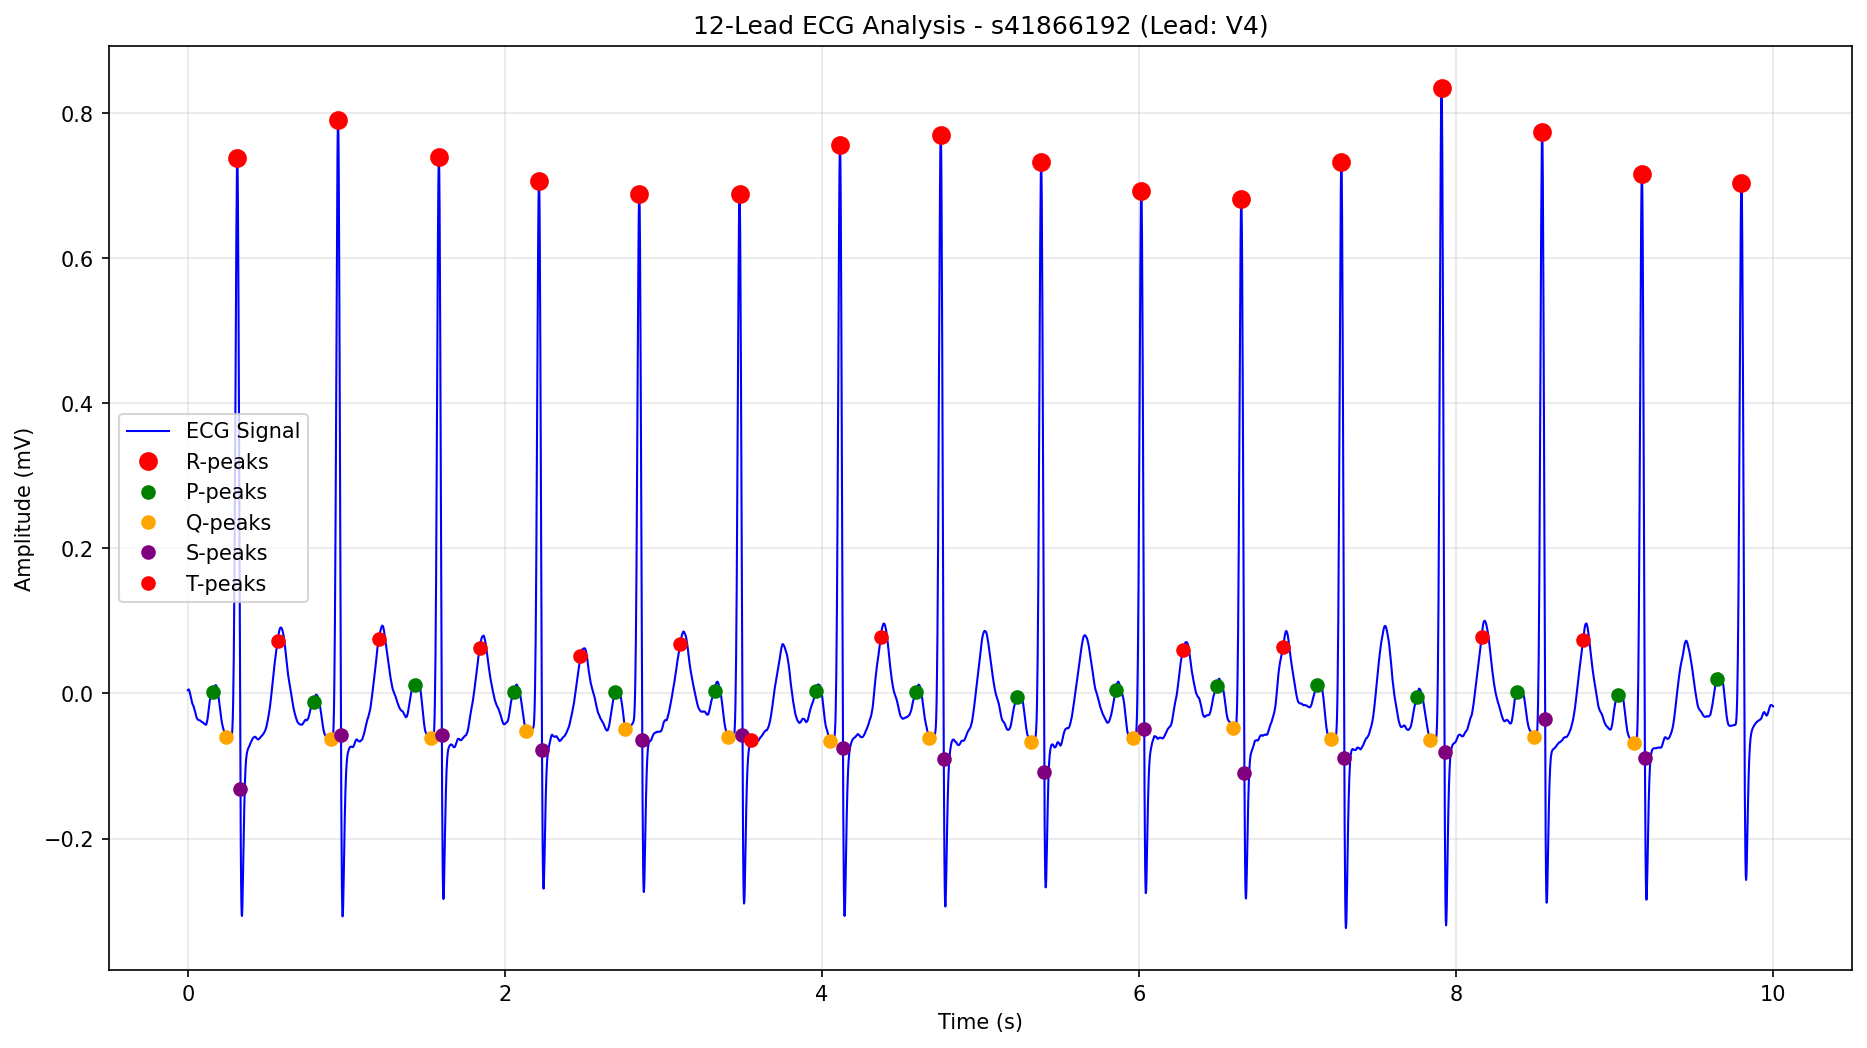 12-Lead ECG Analysis - s41866192 (Lead: V4)
Amplitude (mV)
0.8
0.6
0.4
0.2
0.0
−0.2
ECG Signal
R-peaks
P-peaks
Q-peaks
S-peaks
T-peaks
0 2 4 6 8 10
Time (s)